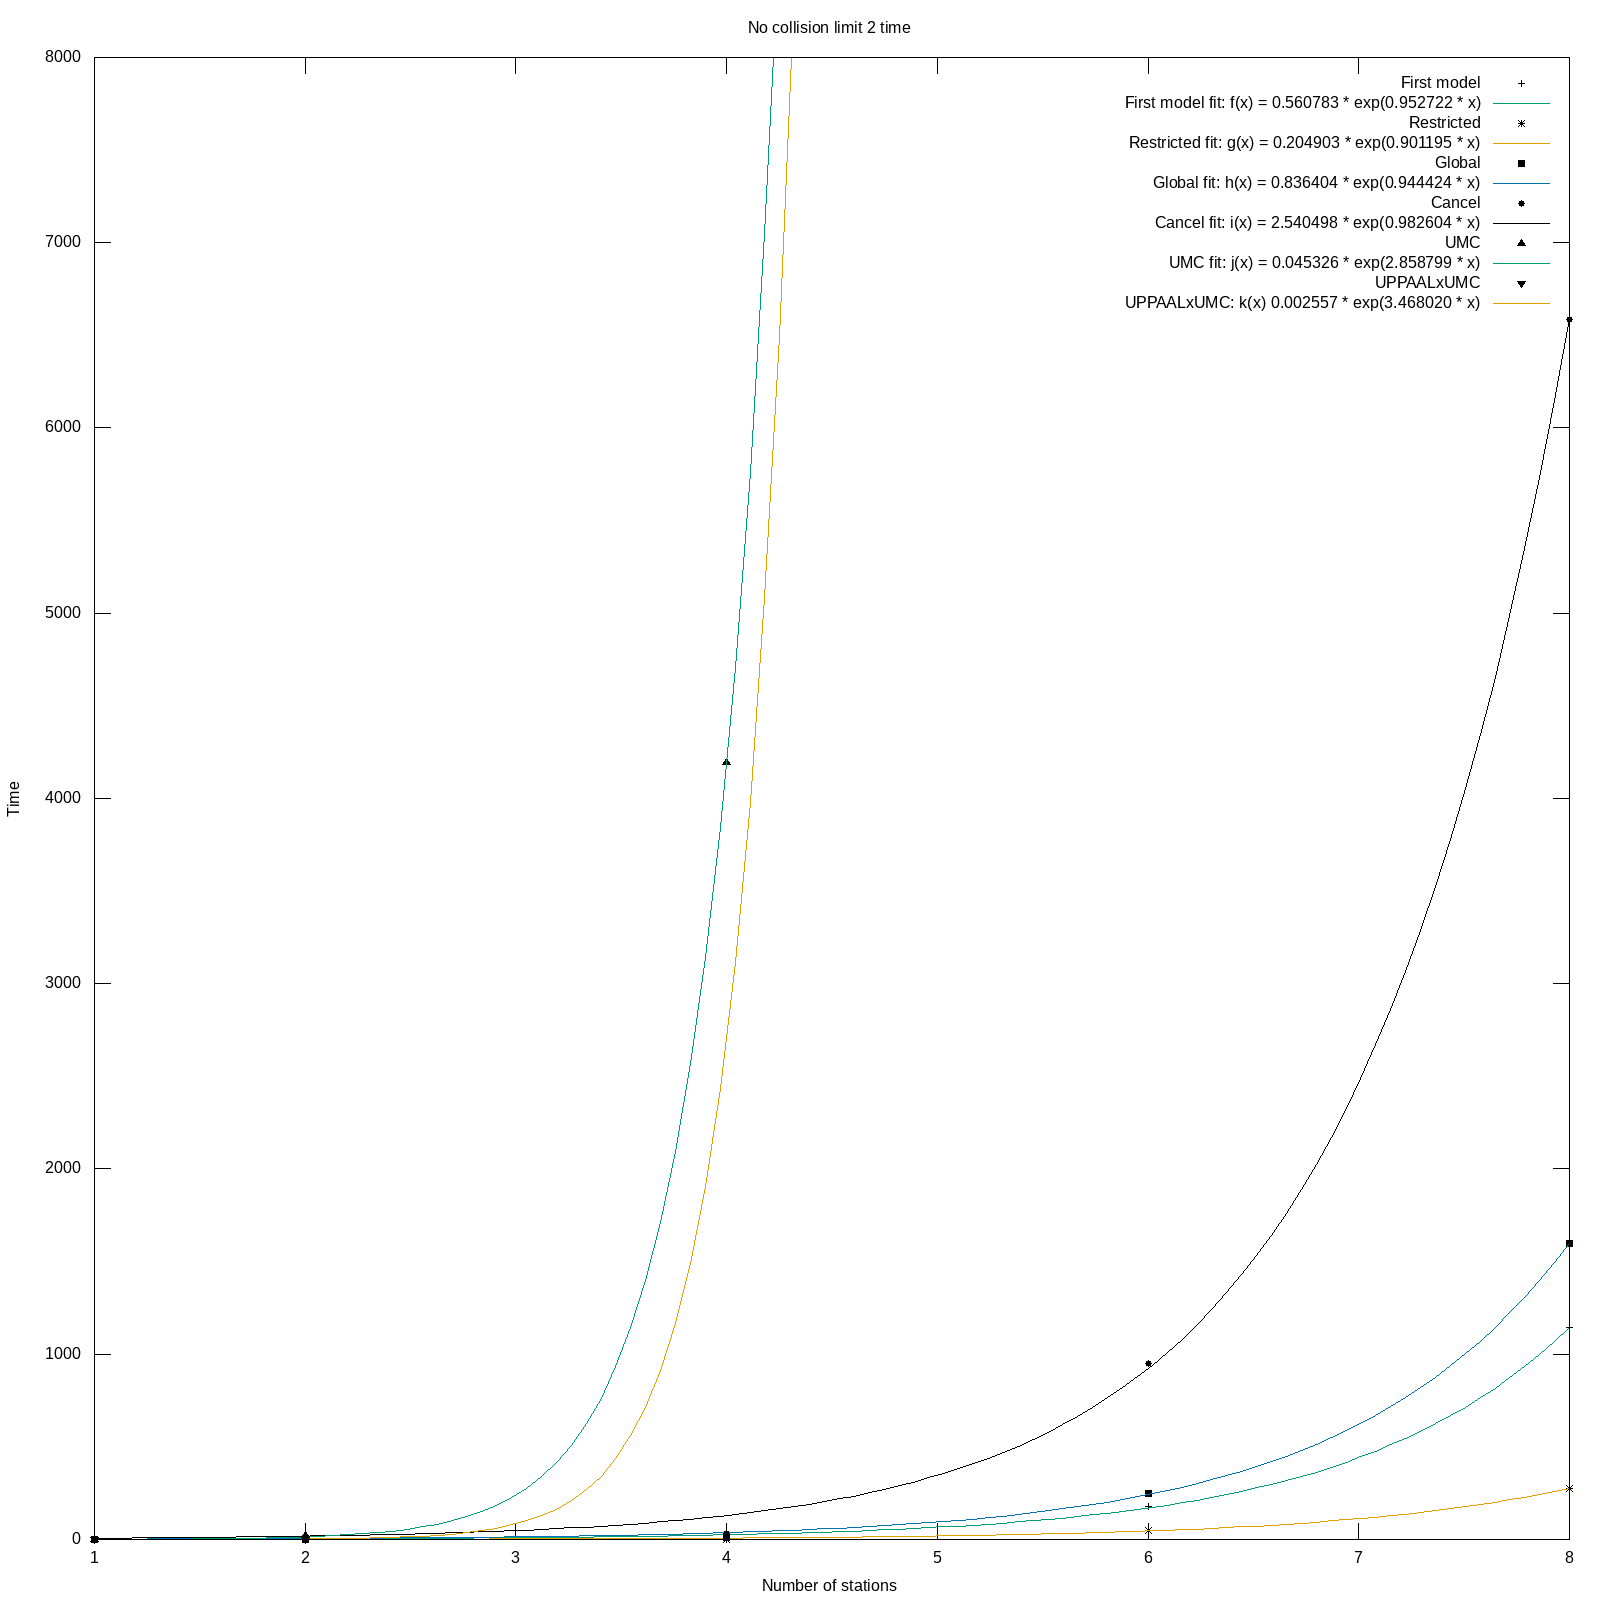 No collision limit 2 time
8000
7000
6000
5000
4000
3000
2000
1000
0
Time
First model
First model fit: f(x) = 0.560783 * exp(0.952722 * x)
Restricted
Restricted fit: g(x) = 0.204903 * exp(0.901195 * x)
Global
Global fit: h(x) = 0.836404 * exp(0.944424 * x)
Cancel
Cancel fit: i(x) = 2.540498 * exp(0.982604 * x)
UMC
UMC fit: j(x) = 0.045326 * exp(2.858799 * x)
UPPAALxUMC
UPPAALxUMC: k(x) 0.002557 * exp(3.468020 * x)
1 2 3 4 5 6 7 8
Number of stations